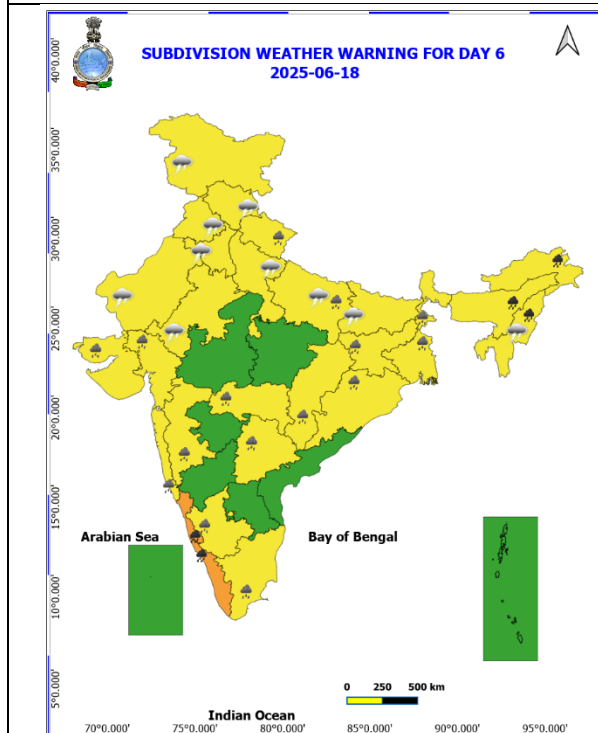 SUBDIVISION WEATHER WARNING FOR DAY 6
2025-06-18
40°0.000'
35°0.000'
30°0.000'
25°0.000'
20°0.000'
15°0.000'
10°0.000'
5°0.000'
Arabian Sea
Bay of Bengal
0 250 500 km
Indian Ocean
70°0.000' 75°0.000' 80°0.000' 85°0.000' 90°0.000' 95°0.000'